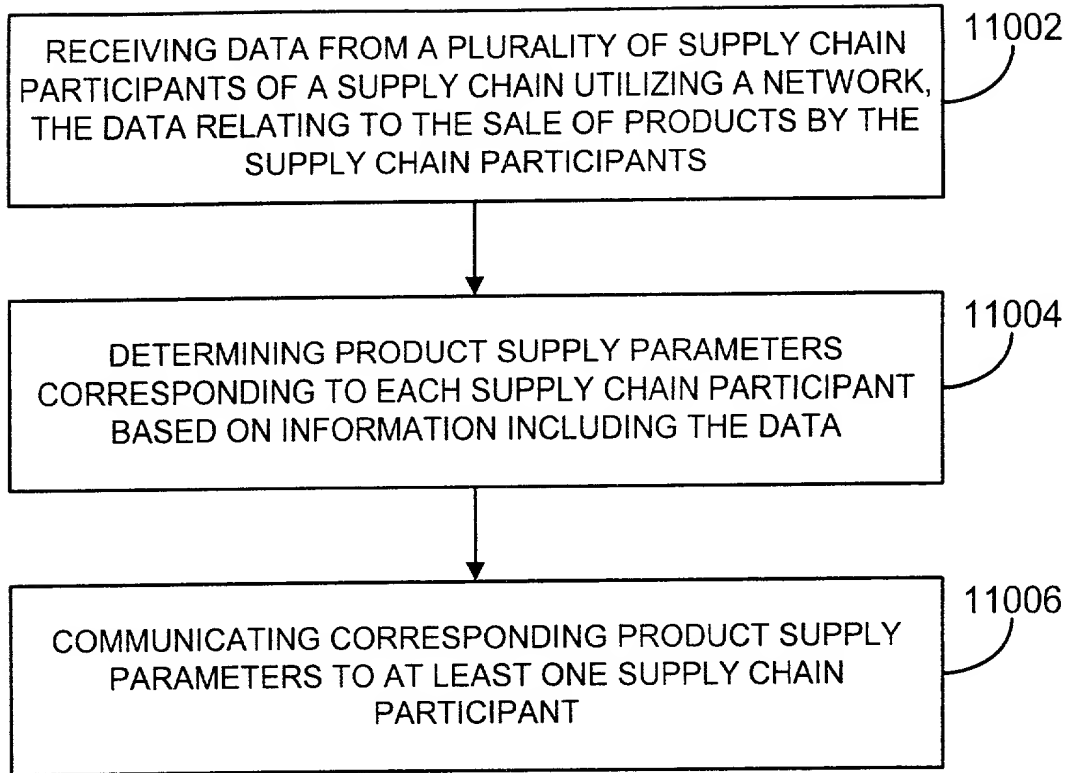 11002
RECEIVING DATA FROM A PLURALITY OF SUPPLY CHAIN
PARTICIPANTS OF A SUPPLY CHAIN UTILIZING A NETWORK,
THE DATA RELATING TO THE SALE OF PRODUCTS BY THE
SUPPLY CHAIN PARTICIPANTS
11004
DETERMINING PRODUCT SUPPLY PARAMETERS
CORRESPONDING TO EACH SUPPLY CHAIN PARTICIPANT
BASED ON INFORMATION INCLUDING THE DATA
11006
COMMUNICATING CORRESPONDING PRODUCT SUPPLY
PARAMETERS TO AT LEAST ONE SUPPLY CHAIN
PARTICIPANT